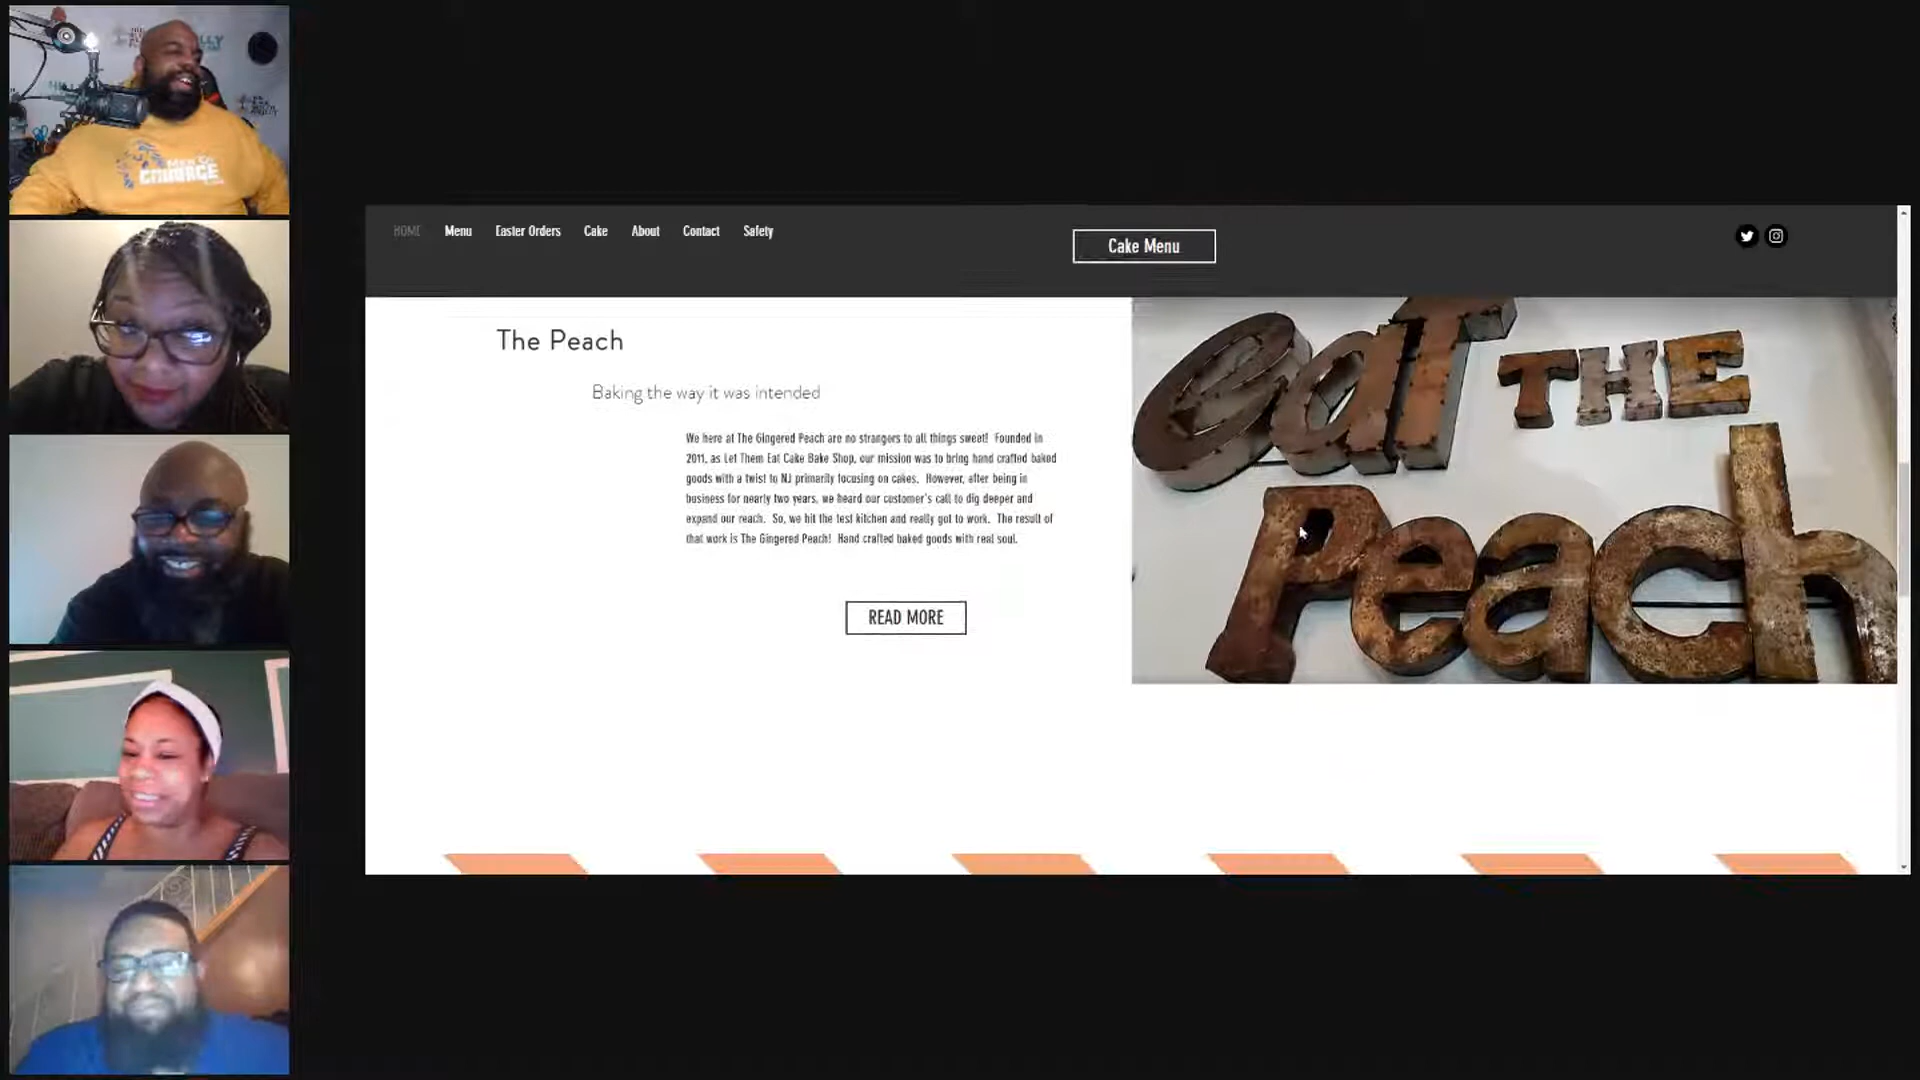 HOME Menu Easter Orders Cake About Contact Safety
Cake Menu
The Peach
Baking the way it was intended
We here at The Gingered Peach are no strangers to all things sweet! Founded in
2011, as Let Them Eat Cake Bake Shop, our mission was to bring hand crafted baked
goods with a twist to NJ primarily focusing on cakes. However, after being in
business for nearly two years, we heard our customer's call to dig deeper and
expand our reach. So, we hit the test kitchen and really got to work. The result of
that work is The Gingered Peach! Hand crafted baked goods with real soul.
READ MORE
eat THE
Peach
COURAGE